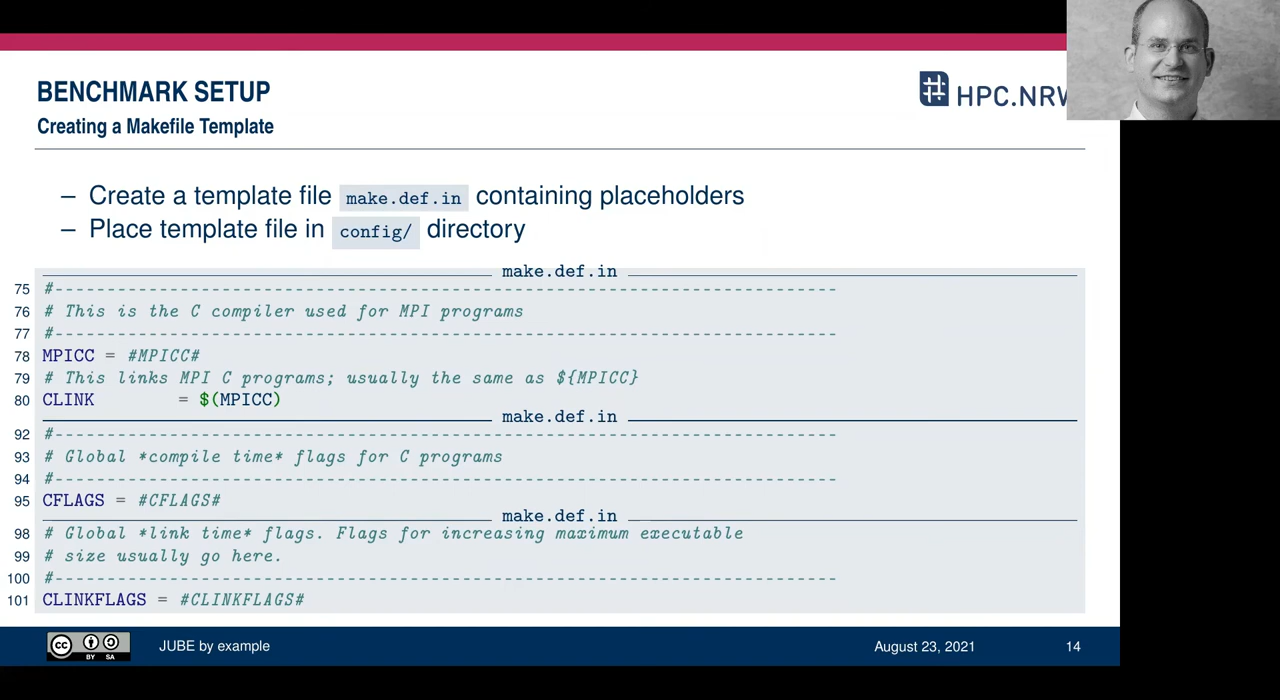 BENCHMARK SETUP
Creating a Makefile Template
HPC.NRW
– Create a template file make.def.in containing placeholders
– Place template file in config/ directory
make.def.in
75 #---------------------------------------------------------------------------
76 # This is the C compiler used for MPI programs
77 #---------------------------------------------------------------------------
78 MPICC = #MPICC#
79 # This links MPI C programs; usually the same as ${MPICC}
80 CLINK = $(MPICC)
make.def.in
92 #---------------------------------------------------------------------------
93 # Global *compile time* flags for C programs
94 #---------------------------------------------------------------------------
95 CFLAGS = #CFLAGS#
make.def.in
98 # Global *link time* flags. Flags for increasing maximum executable
99 # size usually go here.
100 #---------------------------------------------------------------------------
101 CLINKFLAGS = #CLINKFLAGS#
cc BY SA
JUBE by example
August 23, 2021
14